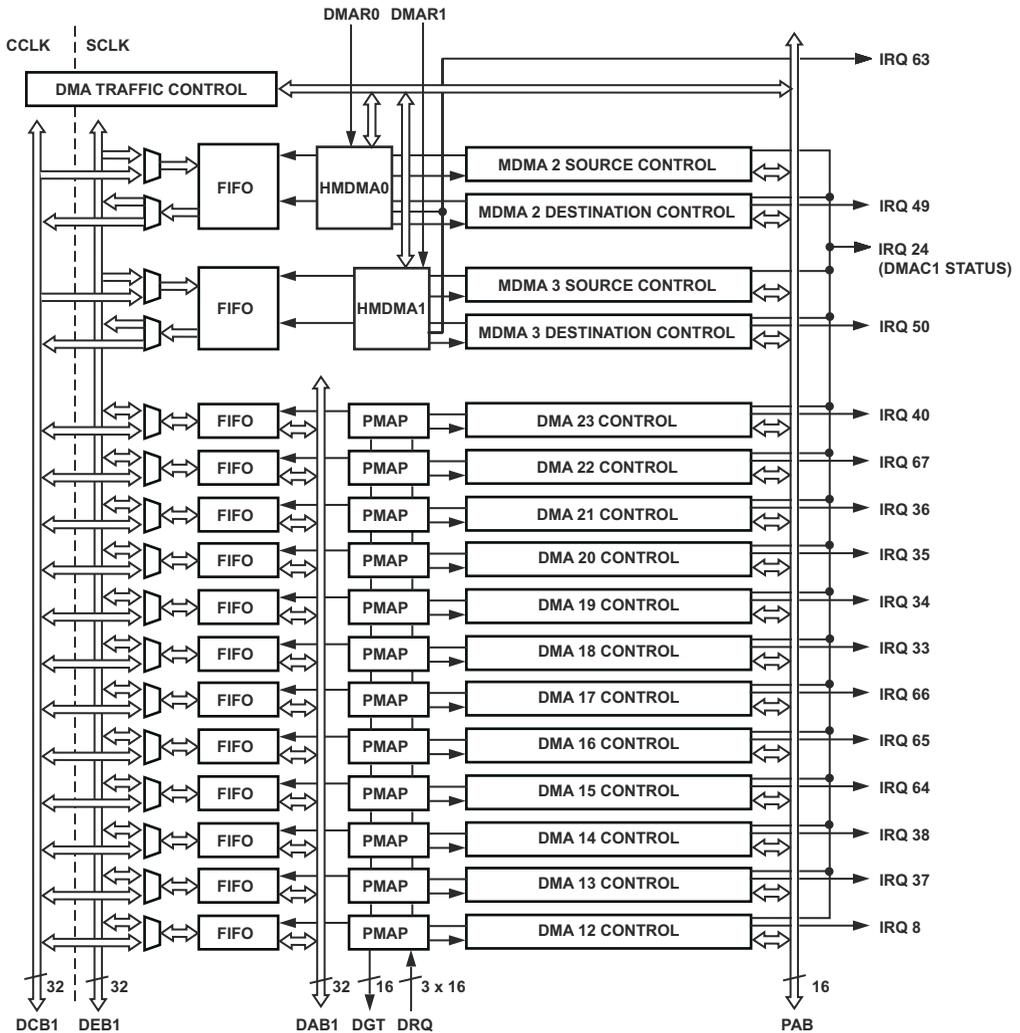 DMAR0 DMAR1
CCLK SCLK
IRQ 63
DMA TRAFFIC CONTROL
FIFO
HMDMA0
MDMA 2 SOURCE CONTROL
MDMA 2 DESTINATION CONTROL
IRQ 49
IRQ 24
(DMAC1 STATUS)
FIFO
HMDMA1
MDMA 3 SOURCE CONTROL
MDMA 3 DESTINATION CONTROL
IRQ 50
FIFO PMAP DMA 23 CONTROL IRQ 40
FIFO PMAP DMA 22 CONTROL IRQ 67
FIFO PMAP DMA 21 CONTROL IRQ 36
FIFO PMAP DMA 20 CONTROL IRQ 35
FIFO PMAP DMA 19 CONTROL IRQ 34
FIFO PMAP DMA 18 CONTROL IRQ 33
FIFO PMAP DMA 17 CONTROL IRQ 66
FIFO PMAP DMA 16 CONTROL IRQ 65
FIFO PMAP DMA 15 CONTROL IRQ 64
FIFO PMAP DMA 14 CONTROL IRQ 38
FIFO PMAP DMA 13 CONTROL IRQ 37
FIFO PMAP DMA 12 CONTROL IRQ 8
32 32 32 16 3 x 16 16
DCB1 DEB1 DAB1 DGT DRQ PAB